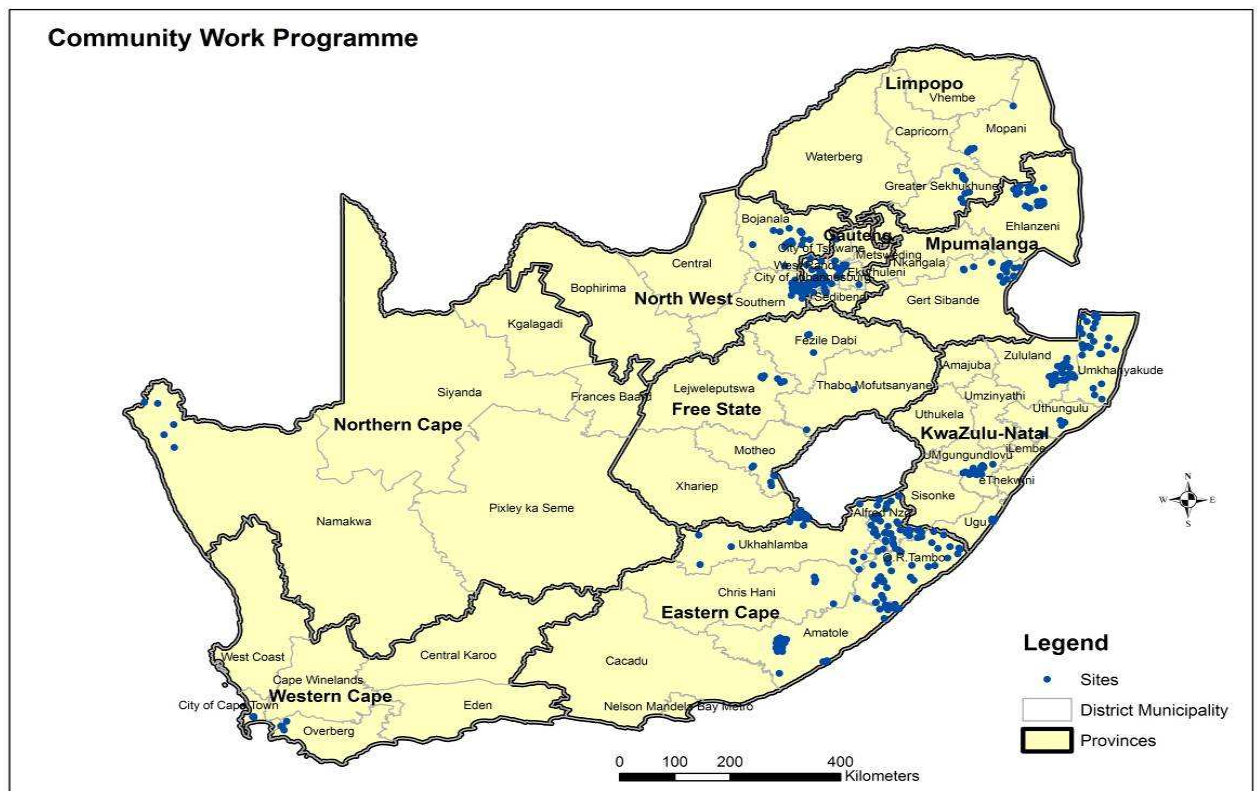 Community Work Programme
Limpopo
Vhembe
Capricorn
Mopani
Waterberg
Greater Sekhukhune
Ehlanzeni
Bojanala
Gauteng
City of Tshwane
Mpumalanga
Metsweding
Nkangala
West Rand
Ekurhuleni
City of Johannesburg
Central
Bophirima
North West
Southern
Sedibeng
Gert Sibande
Kgalagadi
Fezile Dabi
Zululand
Amajuba
Umkhanyakude
Siyanda
Frances Baard
Lejweleputswa
Thabo Mofutsanyane
Umzinyathi
Free State
Uthukela
Uthungulu
Northern Cape
KwaZulu-Natal
iLembe
Motheo
UMgungundlovu
eThekwini
Xhariep
Sisonke
Pixley ka Seme
Namakwa
Alfred Nzo
Ugu
N
W
E
S
Ukhahlamba
O.R.Tambo
Chris Hani
Eastern Cape
Amatole
West Coast
Central Karoo
Cacadu
Cape Winelands
Western Cape
City of Cape Town
Eden
Nelson Mandela Bay Metro
Overberg
Legend
Sites
District Municipality
Provinces
0 100 200 400
Kilometers